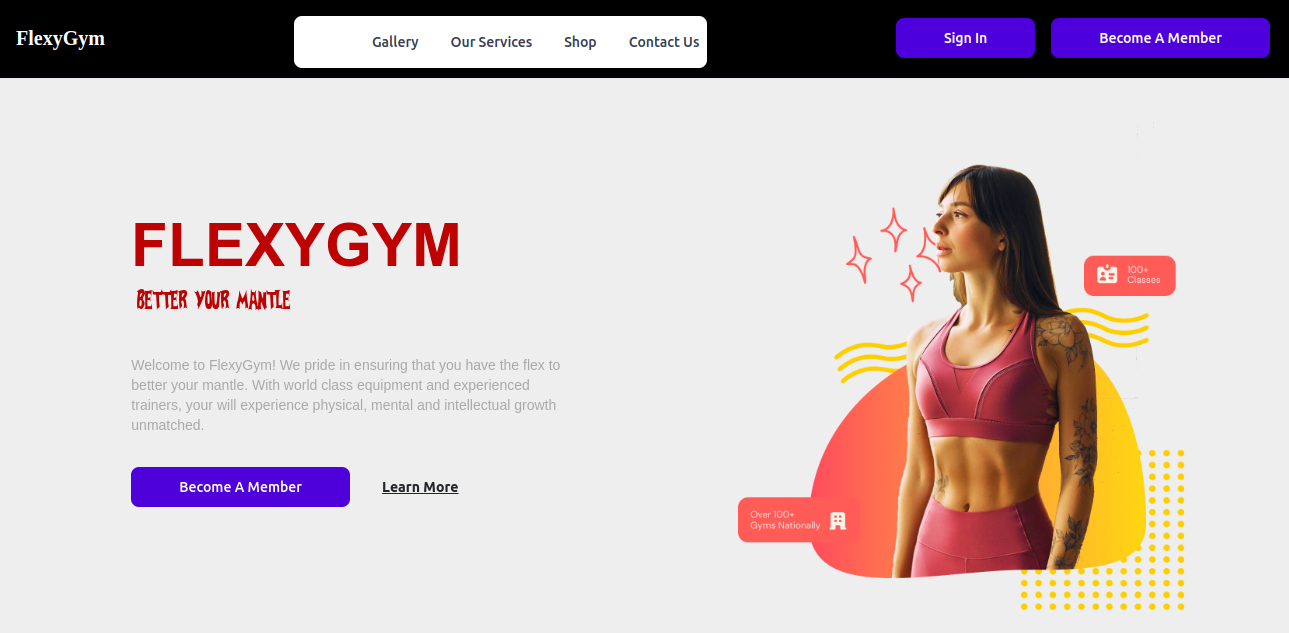 FlexyGym
Gallery
Our Services
Shop
Contact Us
Sign In
Become A Member
FLEXYGYM
BETTER YOUR MANTLE
Welcome to FlexyGym! We pride in ensuring that you have the flex to
better your mantle. With world class equipment and experienced
trainers, your will experience physical, mental and intellectual growth
unmatched.
Become A Member
Learn More
100+
Classes
Over 100+
Gyms Nationally